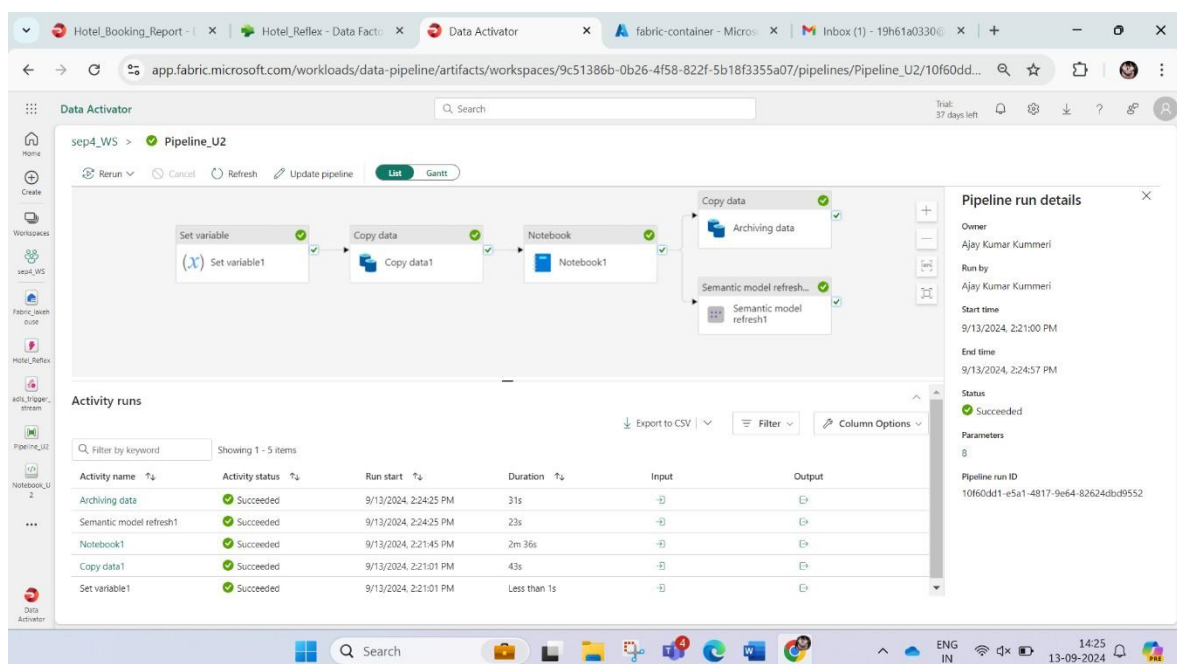 Hotel_Booking_Report - 
Hotel_Reflex - Data Facto
Data Activator
fabric-container - Micros
Inbox (1) - 19h61a0330@
app.fabric.microsoft.com/workloads/data-pipeline/artifacts/workspaces/9c51386b-0b26-4f58-822f-5b18f3355a07/pipelines/Pipeline_U2/10f60dd...
Data Activator
Search
Trial:
37 days left
Home
Create
Workspaces
sep4_WS
Fabric_lakeh
ouse
Hotel_Reflex
adls_trigger_
stream
Pipeline_U2
Notebook_U
2
Data
Activator
sep4_WS > Pipeline_U2
Rerun Cancel Refresh Update pipeline List Gantt
Set variable
(x) Set variable1
Copy data
Copy data1
Notebook
Notebook1
Copy data
Archiving data
Semantic model refresh...
Semantic model
refresh1
Pipeline run details
Owner
Ajay Kumar Kummeri
Run by
Ajay Kumar Kummeri
Start time
9/13/2024, 2:21:00 PM
End time
9/13/2024, 2:24:57 PM
Status
Succeeded
Parameters
8
Pipeline run ID
10f60dd1-e5a1-4817-9e64-82624dbd9552
Activity runs
Export to CSV Filter Column Options
Filter by keyword Showing 1 - 5 items
Activity name Activity status Run start Duration Input Output
Archiving data Succeeded 9/13/2024, 2:24:25 PM 31s
Semantic model refresh1 Succeeded 9/13/2024, 2:24:25 PM 23s
Notebook1 Succeeded 9/13/2024, 2:21:45 PM 2m 36s
Copy data1 Succeeded 9/13/2024, 2:21:01 PM 43s
Set variable1 Succeeded 9/13/2024, 2:21:01 PM Less than 1s
Search
4
ENG
IN
14:25
13-09-2024
PRE